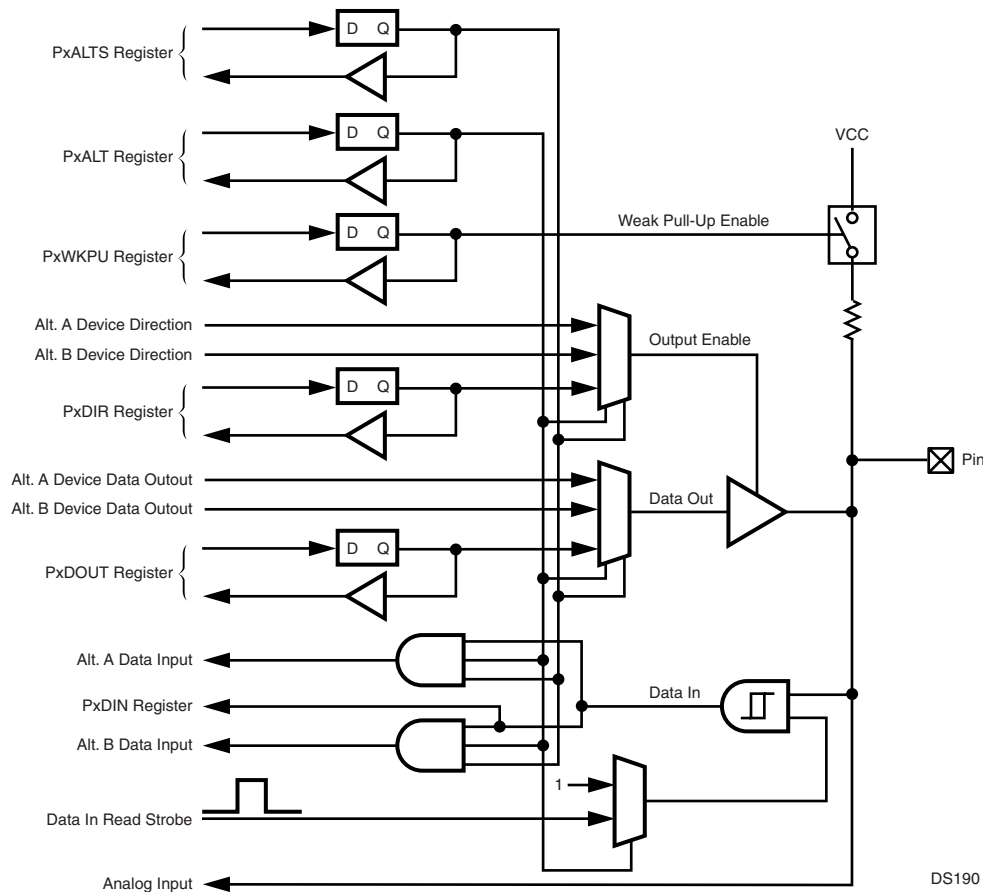 D Q
PxALTS Register
D Q
PxALT Register
VCC
D Q
Weak Pull-Up Enable
PxWKPU Register
Alt. A Device Direction
Output Enable
Alt. B Device Direction
D Q
PxDIR Register
Pin
Alt. A Device Data Outout
Data Out
Alt. B Device Data Outout
D Q
PxDOUT Register
Alt. A Data Input
Data In
PxDIN Register
Alt. B Data Input
1
Data In Read Strobe
Analog Input
DS190